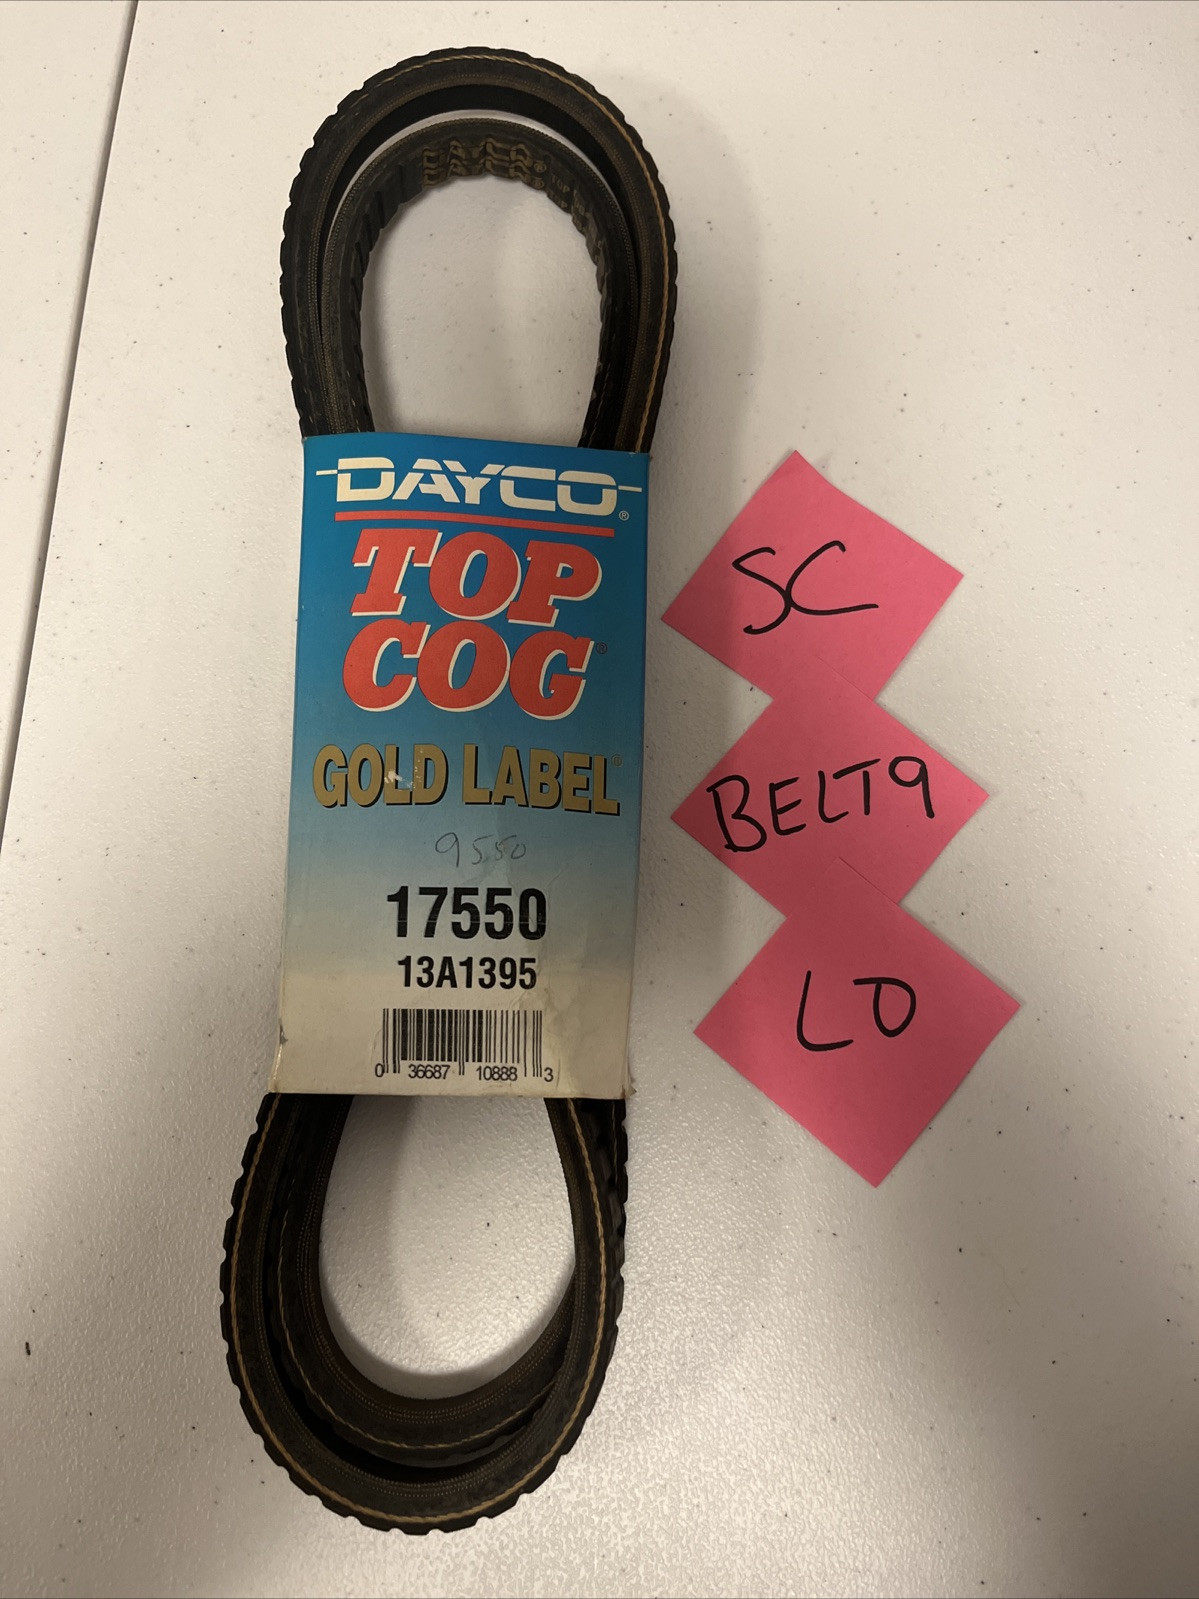 DAYCO®
TOP
COG®
GOLD LABEL®
9550
17550
13A1395
0 36687 10888 3
SC
BELT9
LO